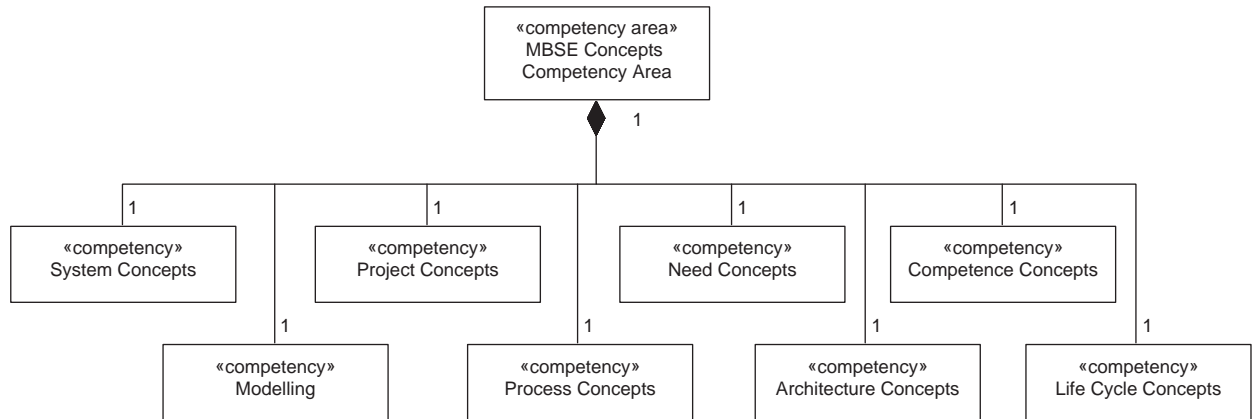 «competency area»
MBSE Concepts
Competency Area
1
1
1
1
1
«competency»
System Concepts
«competency»
Project Concepts
«competency»
Need Concepts
«competency»
Competence Concepts
1
1
1
1
«competency»
Modelling
«competency»
Process Concepts
«competency»
Architecture Concepts
«competency»
Life Cycle Concepts